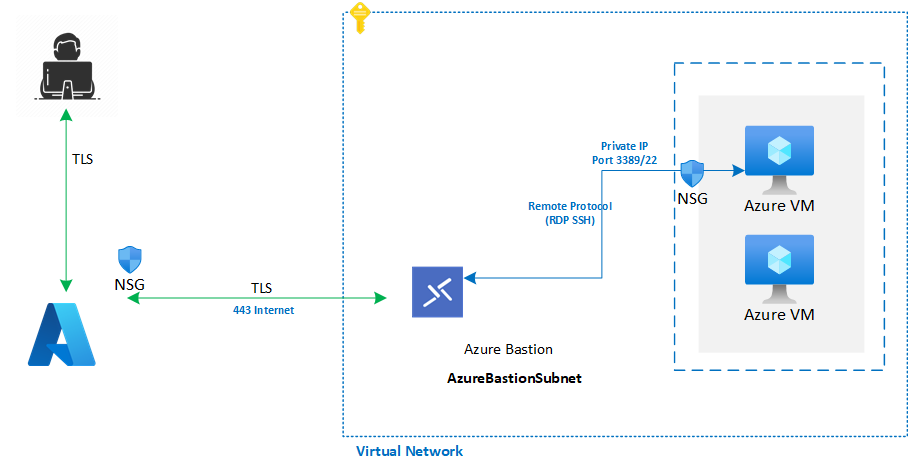 TLS
Private IP
Port 3389/22
NSG
Azure VM
Remote Protocol
(RDP SSH)
NSG
TLS
443 Internet
Azure VM
Azure Bastion
AzureBastionSubnet
Virtual Network